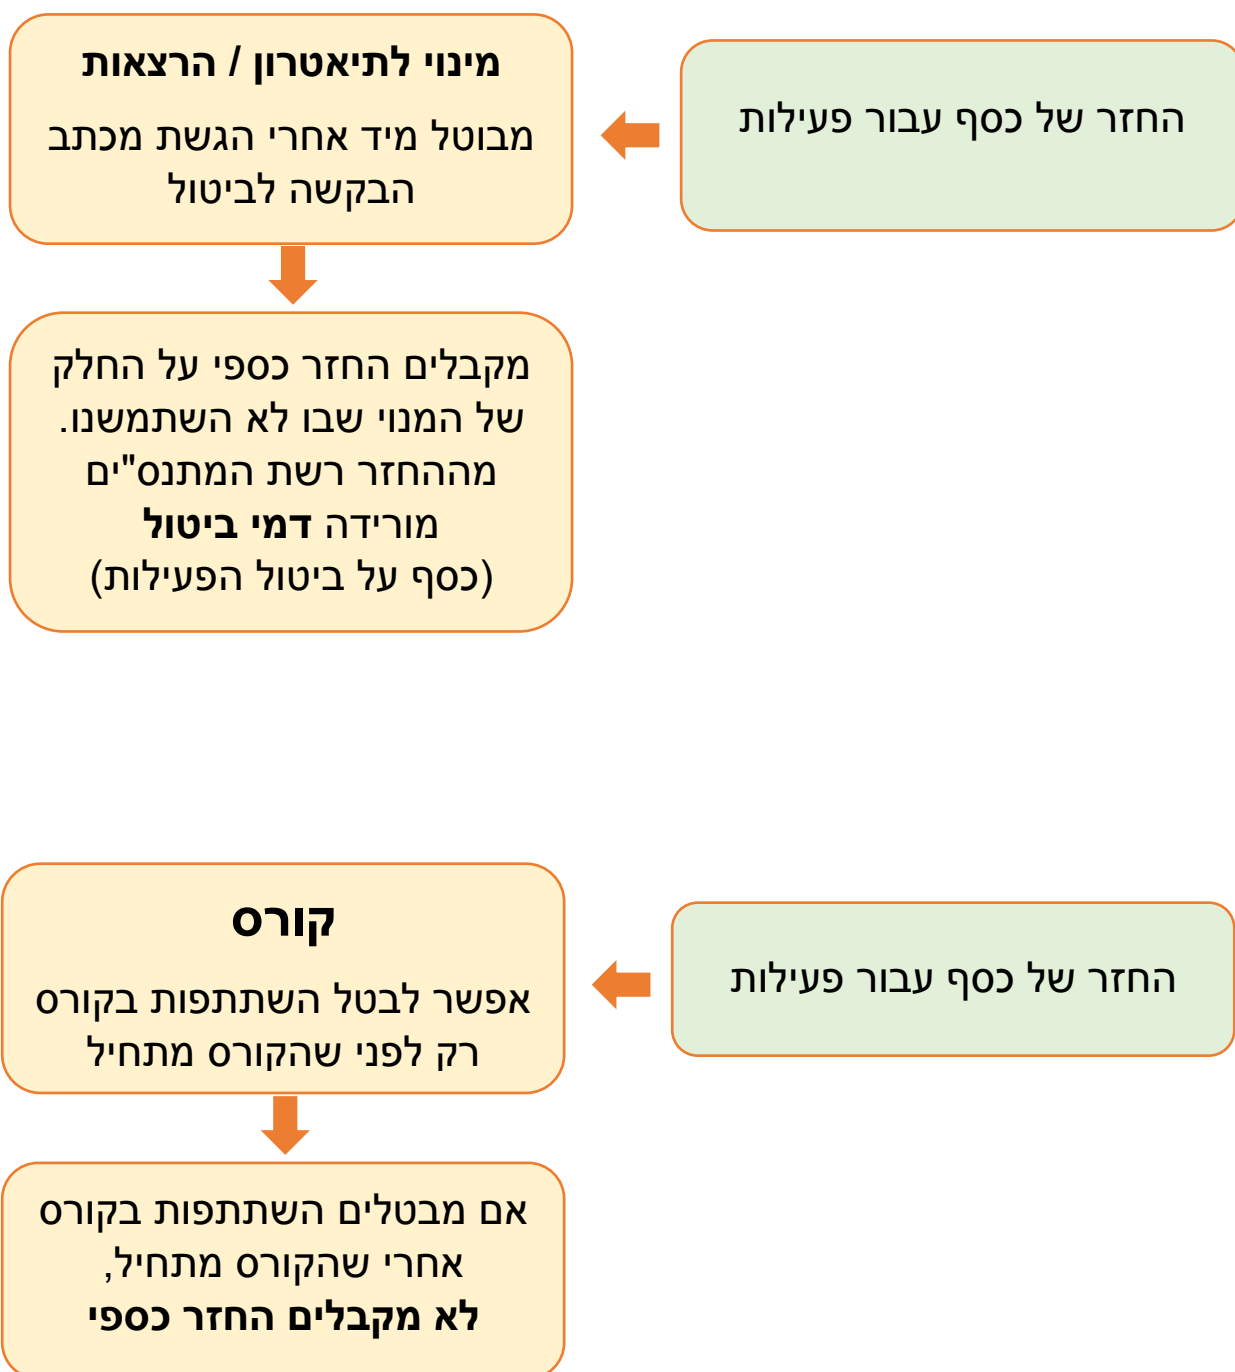 החזר של כסף עבור פעילות
מינוי לתיאטרון / הרצאות
מבוטל מיד אחרי הגשת מכתב
הבקשה לביטול
מקבלים החזר כספי על החלק
של המנוי שבו לא השתמשנו.
מההחזר רשת המתנס"ים
מורידה דמי ביטול
(כסף על ביטול הפעילות)
החזר של כסף עבור פעילות
קורס
אפשר לבטל השתתפות בקורס
רק לפני שהקורס מתחיל
אם מבטלים השתתפות בקורס
אחרי שהקורס מתחיל,
לא מקבלים החזר כספי